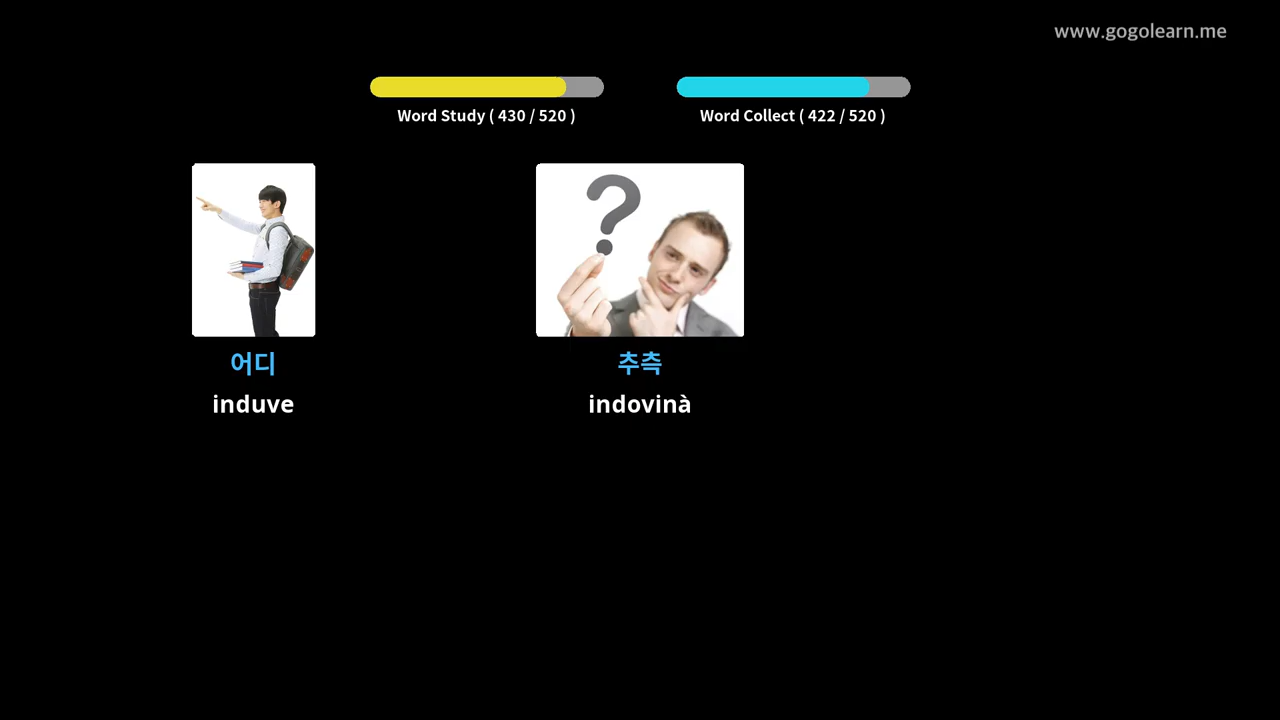 www.gogolearn.me
Word Study ( 430 / 520 )
Word Collect ( 422 / 520 )
어디
induve
추측
indovinà